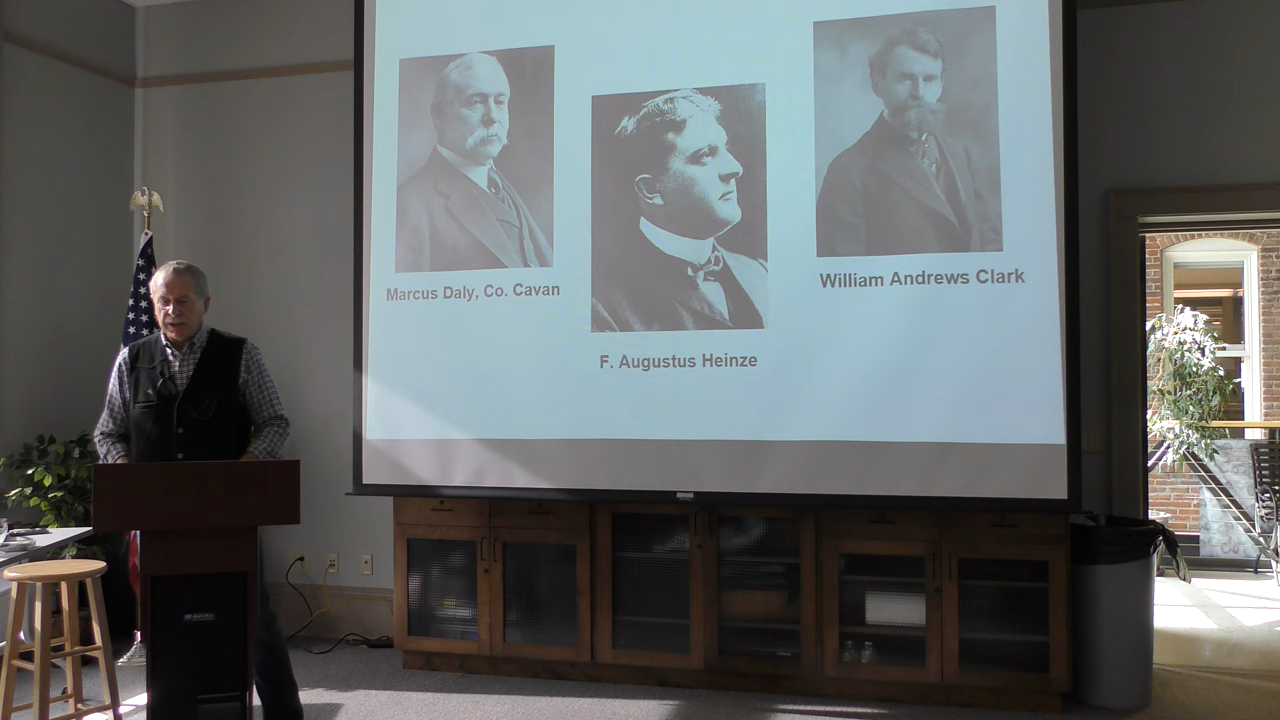 Marcus Daly, Co. Cavan
F. Augustus Heinze
William Andrews Clark